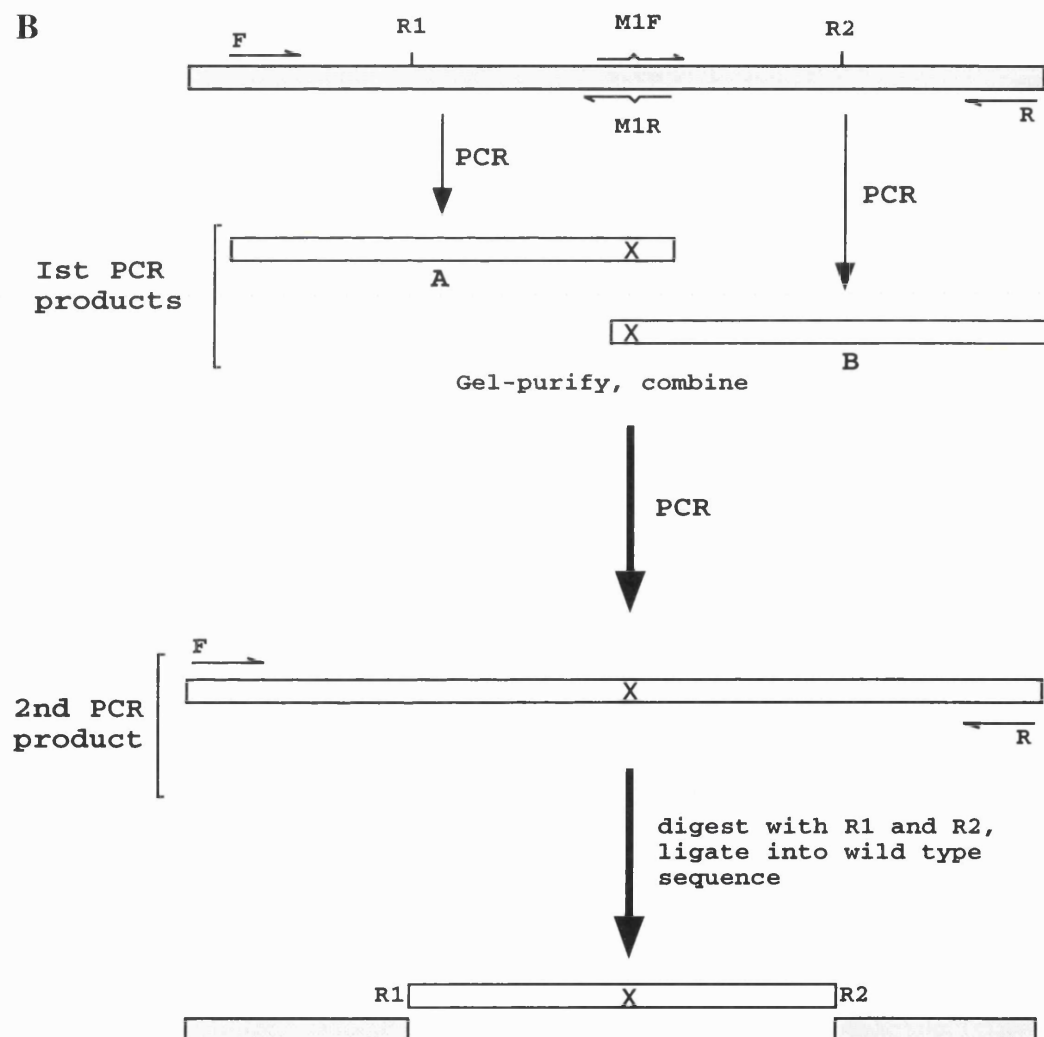 B
F
R1
M1F
R2
M1R
R
PCR
PCR
Ist PCR
products
X
A
X
B
Gel-purify, combine
PCR
F
2nd PCR
product
X
R
digest with R1 and R2,
ligate into wild type
sequence
R1
X
R2